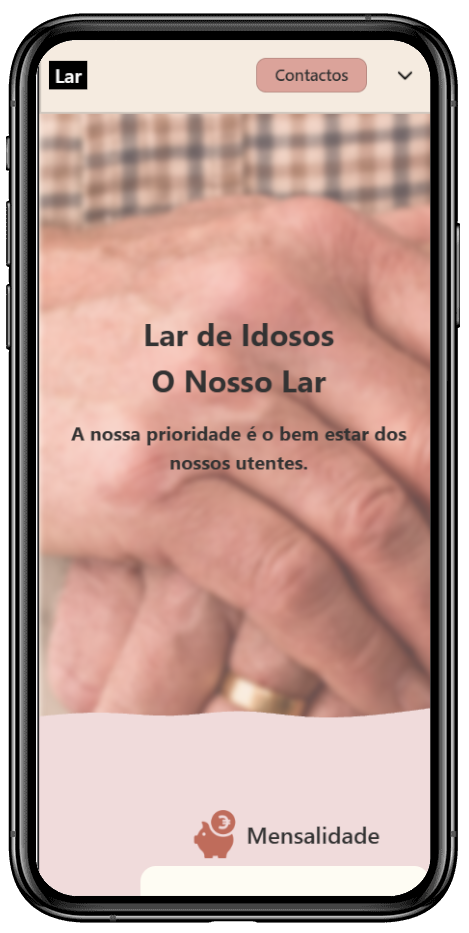 Lar
Contactos
Lar de Idosos
O Nosso Lar
A nossa prioridade é o bem estar dos
nossos utentes.
Mensalidade